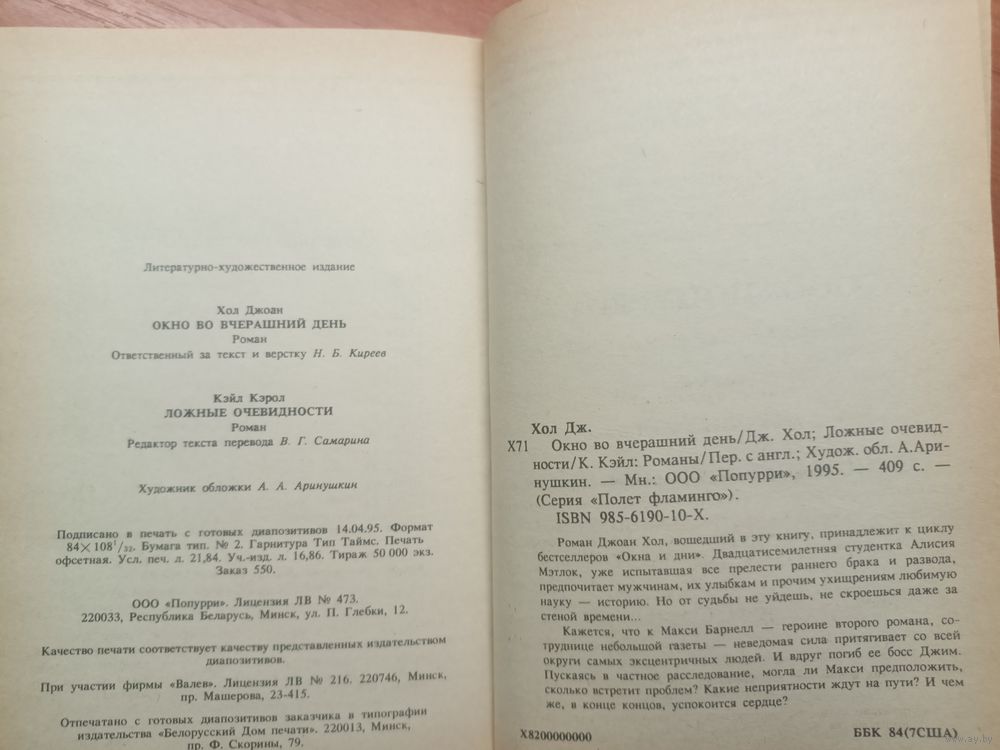 Литературно-художественное издание
Хол Джоан
ОКНО ВО ВЧЕРАШНИЙ ДЕНЬ
Роман
Ответственный за текст и верстку Н. Б. Киреев
Кэйл Кэрол
ЛОЖНЫЕ ОЧЕВИДНОСТИ
Роман
Редактор текста перевода В. Г. Самарина
Художник обложки А. А. Аринушкин
Подписано в печать с готовых диапозитивов 14.04.95. Формат
84×108¹/₃₂. Бумага тип. № 2. Гарнитура Тип Таймс. Печать
офсетная. Усл. печ. л. 21,84. Уч.-изд. л. 16,86. Тираж 50 000 экз.
Заказ 550.
ООО «Попурри». Лицензия ЛВ № 473.
220033, Республика Беларусь, Минск, ул. П. Глебки, 12.
Качество печати соответствует качеству представленных издательством
диапозитивов.
При участии фирмы «Валев». Лицензия ЛВ № 216. 220746, Минск,
пр. Машерова, 23-415.
Отпечатано с готовых диапозитивов заказчика в типографии
издательства «Белорусский Дом печати». 220013, Минск,
пр. Ф. Скорины, 79.
Хол Дж.
Х71 Окно во вчерашний день/Дж. Хол; Ложные очевид-
ности/К. Кэйл: Романы/Пер. с англ.; Худож. обл. А.Ари-
нушкин. — Мн.: ООО «Попурри», 1995. — 409 с. —
(Серия «Полет фламинго»).
ISBN 985-6190-10-X.
Роман Джоан Хол, вошедший в эту книгу, принадлежит к циклу
бестселлеров «Окна и дни». Двадцатисемилетняя студентка Алисия
Мэтлок, уже испытавшая все прелести раннего брака и развода,
предпочитает мужчинам, их улыбкам и прочим ухищрениям любимую
науку — историю. Но от судьбы не уйдешь, не скроешься даже за
стеной времени...
Кажется, что к Макси Барнелл — героине второго романа, со-
труднице небольшой газеты — неведомая сила притягивает со всей
округи самых эксцентричных людей. И вдруг погиб ее босс Джим.
Пускаясь в частное расследование, могла ли Макси предположить,
сколько встретит проблем? Какие неприятности ждут на пути? И чем
же, в конце концов, успокоится сердце?
Х8200000000 ББК 84(7США)
www.ay.by